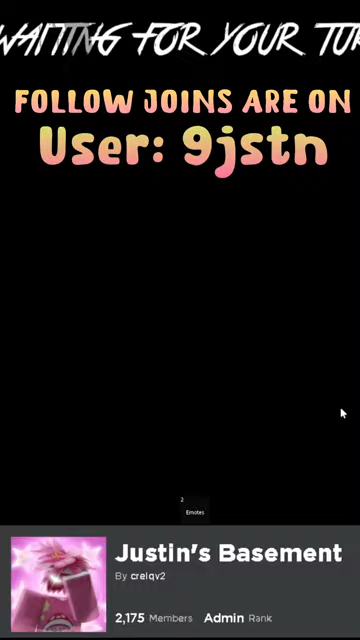 WAITING FOR YOUR TUR
FOLLOW JOINS ARE ON
User: 9jstn
2
Emotes
Justin's Basement
By crelqv2
2,175 Members Admin Rank